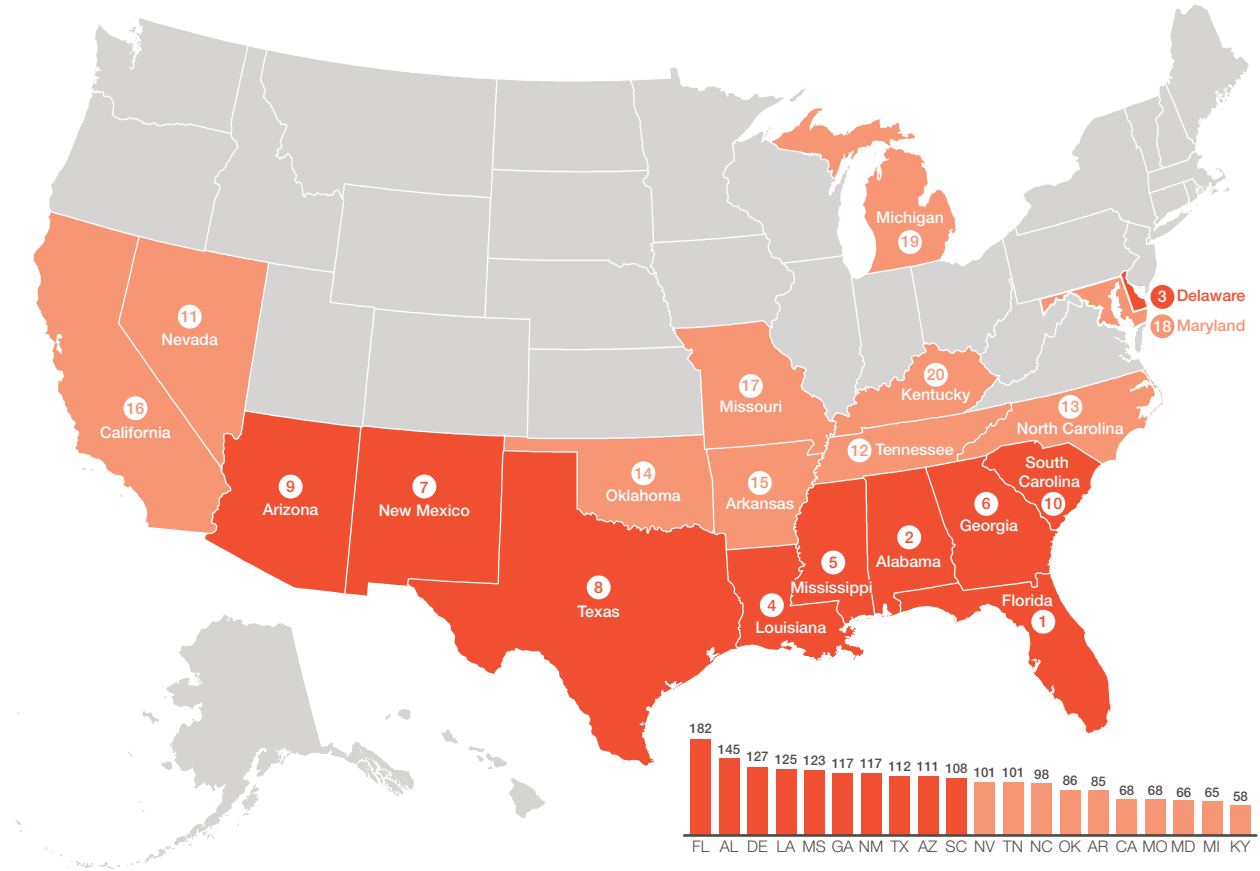 Michigan
19
3 Delaware
18 Maryland
11
Nevada
20
Kentucky
17
Missouri
16
California
13
North Carolina
12 Tennessee
South
Carolina
10
14
Oklahoma
15
Arkansas
9
Arizona
7
New Mexico
6
Georgia
2
Alabama
5
Mississippi
8
Texas
4
Louisiana
Florida
1
182
145
127
125
123
117
117
112
111
108
101
101
98
86
85
68
68
66
65
58
FL AL DE LA MS GA NM TX AZ SC NV TN NC OK AR CA MO MD MI KY